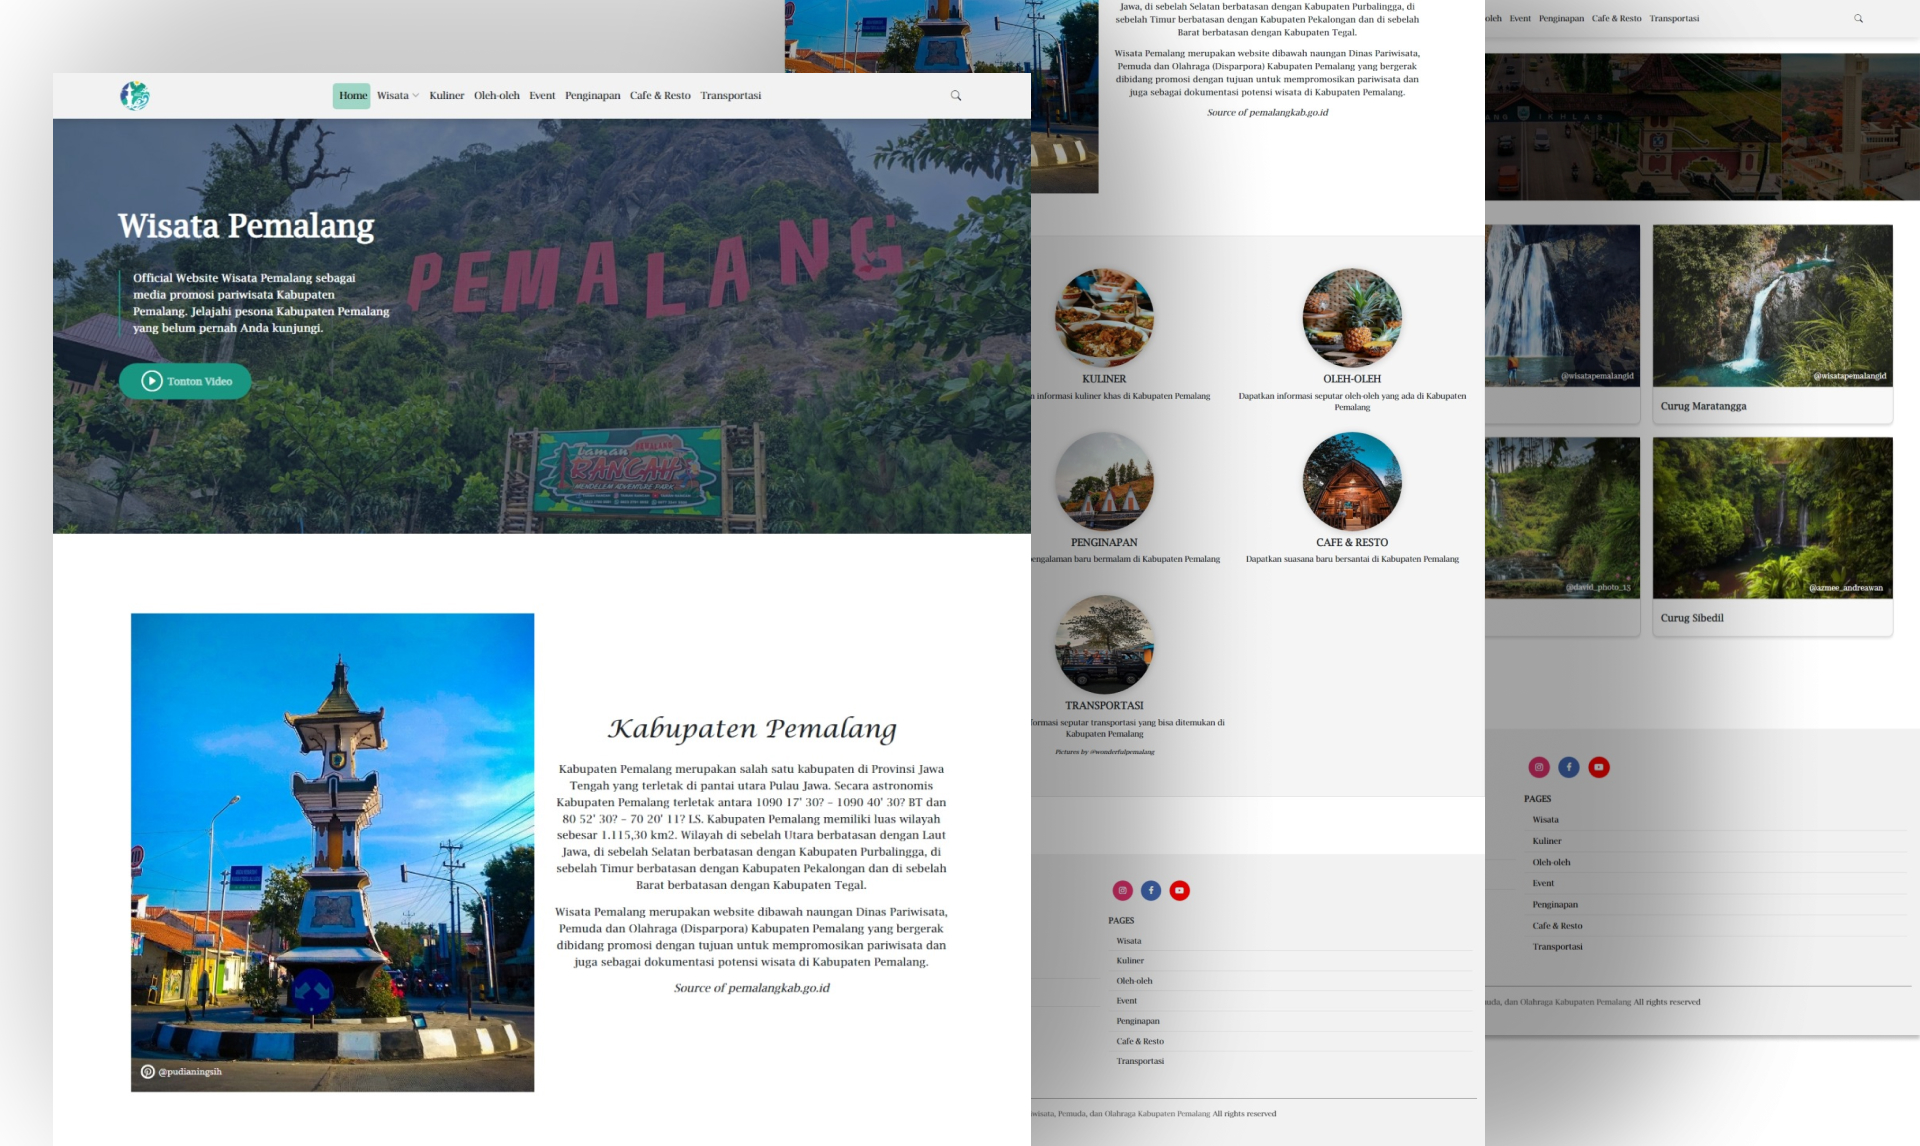 Home Wisata Kuliner Oleh-oleh Event Penginapan Cafe & Resto Transportasi
PEMALANG
Wisata Pemalang
Official Website Wisata Pemalang sebagai
media promosi pariwisata Kabupaten
Pemalang. Jelajahi pesona Kabupaten Pemalang
yang belum pernah Anda kunjungi.
Tonton Video
PEMALANG
taman
RANCAH
MENDELEM ADVENTURE PARK
@pudianingsih
Kabupaten Pemalang
Kabupaten Pemalang merupakan salah satu kabupaten di Provinsi Jawa
Tengah yang terletak di pantai utara Pulau Jawa. Secara astronomis
Kabupaten Pemalang terletak antara 1090 17' 30? – 1090 40' 30? BT dan
80 52' 30? – 70 20' 11? LS. Kabupaten Pemalang memiliki luas wilayah
sebesar 1.115,30 km2. Wilayah di sebelah Utara berbatasan dengan Laut
Jawa, di sebelah Selatan berbatasan dengan Kabupaten Purbalingga, di
sebelah Timur berbatasan dengan Kabupaten Pekalongan dan di sebelah
Barat berbatasan dengan Kabupaten Tegal.
Wisata Pemalang merupakan website dibawah naungan Dinas Pariwisata,
Pemuda dan Olahraga (Disparpora) Kabupaten Pemalang yang bergerak
dibidang promosi dengan tujuan untuk mempromosikan pariwisata dan
juga sebagai dokumentasi potensi wisata di Kabupaten Pemalang.
Source of pemalangkab.go.id
Jawa, di sebelah Selatan berbatasan dengan Kabupaten Purbalingga, di
sebelah Timur berbatasan dengan Kabupaten Pekalongan dan di sebelah
Barat berbatasan dengan Kabupaten Tegal.
Wisata Pemalang merupakan website dibawah naungan Dinas Pariwisata,
Pemuda dan Olahraga (Disparpora) Kabupaten Pemalang yang bergerak
dibidang promosi dengan tujuan untuk mempromosikan pariwisata dan
juga sebagai dokumentasi potensi wisata di Kabupaten Pemalang.
Source of pemalangkab.go.id
KULINER
informasi kuliner khas di Kabupaten Pemalang
OLEH-OLEH
Dapatkan informasi seputar oleh-oleh yang ada di Kabupaten
Pemalang
PENGINAPAN
engalaman baru bermalam di Kabupaten Pemalang
CAFE & RESTO
Dapatkan suasana baru bersantai di Kabupaten Pemalang
TRANSPORTASI
formasi seputar transportasi yang bisa ditemukan di
Kabupaten Pemalang
Pictures by @wonderfulpemalang
PAGES
Wisata
Kuliner
Oleh-oleh
Event
Penginapan
Cafe & Resto
Transportasi
iwisata, Pemuda, dan Olahraga Kabupaten Pemalang All rights reserved
oleh Event Penginapan Cafe & Resto Transportasi
IKHLAS
@wisatapemalangid
@wisatapemalangid
Curug Maratangga
@david_photo_13
@azmee_andreawan
Curug Sibedil
PAGES
Wisata
Kuliner
Oleh-oleh
Event
Penginapan
Cafe & Resto
Transportasi
uda, dan Olahraga Kabupaten Pemalang All rights reserved